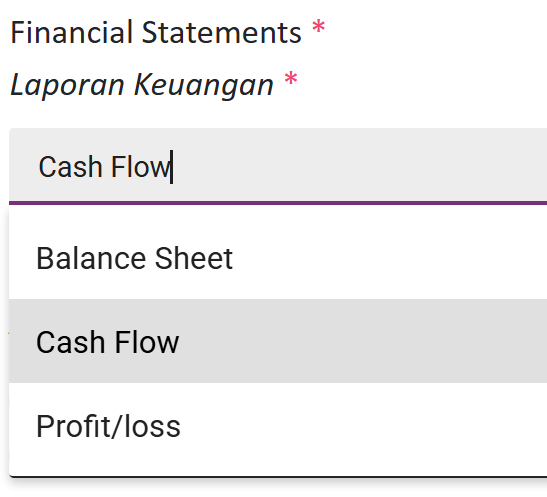 Financial Statements *
Laporan Keuangan *
Cash Flow
Balance Sheet
Cash Flow
Profit/loss